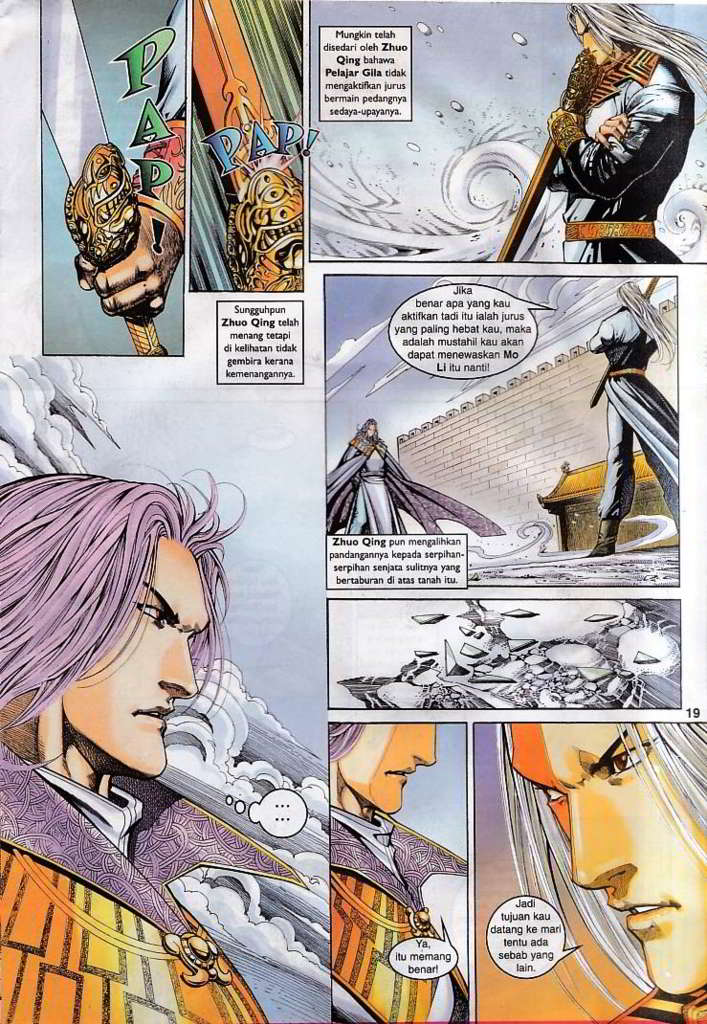 PAP!
PAP!
Mungkin telah
disedari oleh Zhuo
Qing bahawa
Pelajar Gila tidak
mengaktifkan jurus
bermain pedangnya
sedaya-upayanya.
Sungguhpun
Zhuo Qing telah
menang tetapi
di kelihatan tidak
gembira kerana
kemenangannya.
Jika
benar apa yang kau
aktifkan tadi itu ialah jurus
yang paling hebat kau, maka
adalah mustahil kau akan
dapat menewaskan Mo
Li itu nanti!
Zhuo Qing pun mengalihkan
pandangannya kepada serpihan-
serpihan senjata sulitnya yang
bertaburan di atas tanah itu.
19
...
...
Ya,
itu memang
benar!
Jadi
tujuan kau
datang ke mari
tentu ada
sebab yang
lain.